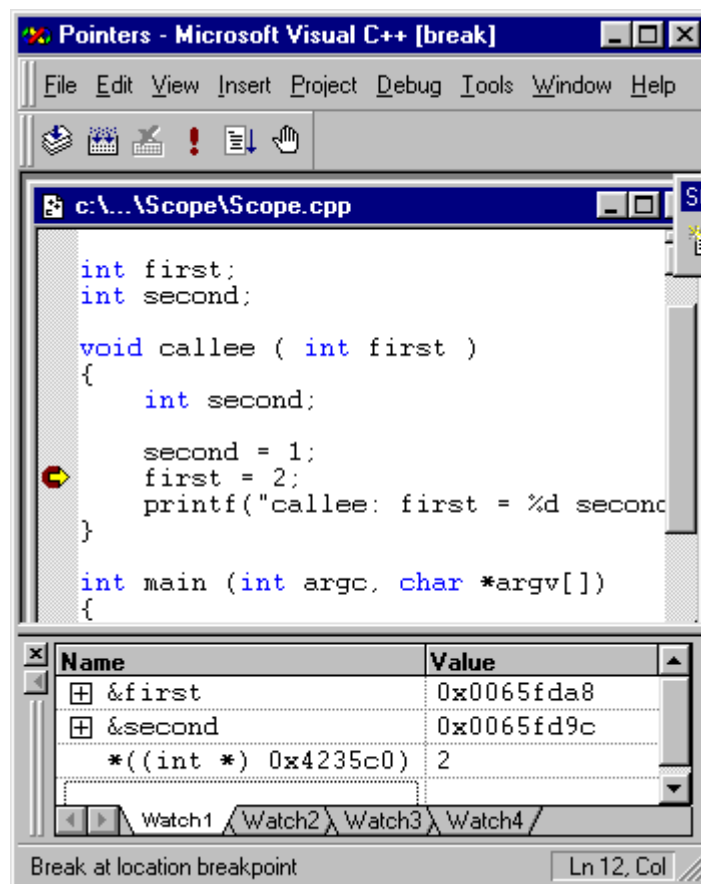 Pointers - Microsoft Visual C++ [break]
File Edit View Insert Project Debug Tools Window Help
c:\...\Scope\Scope.cpp
int first;
int second;
void callee ( int first )
{
int second;
second = 1;
first = 2;
printf("callee: first = %d second
}
int main (int argc, char *argv[])
{
Name Value
&first 0x0065fda8
&second 0x0065fd9c
*((int *) 0x4235c0) 2
Watch1 Watch2 Watch3 Watch4
Break at location breakpoint Ln 12, Col